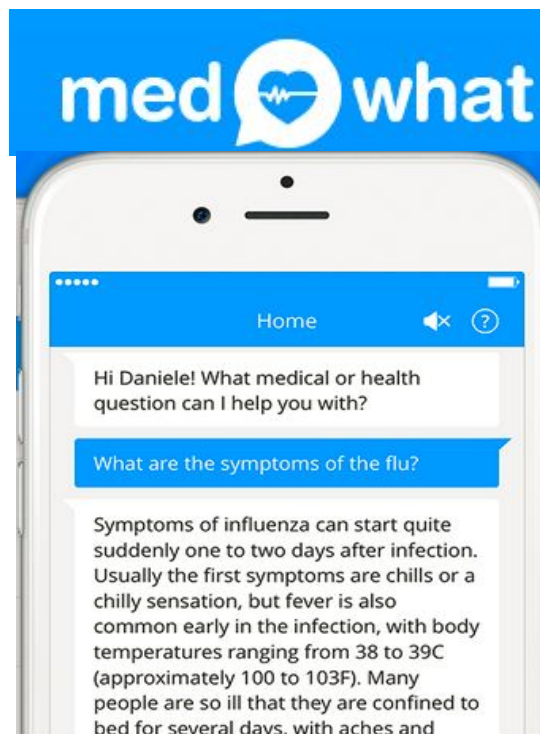 med what
Home
Hi Daniele! What medical or health
question can I help you with?
What are the symptoms of the flu?
Symptoms of influenza can start quite
suddenly one to two days after infection.
Usually the first symptoms are chills or a
chilly sensation, but fever is also
common early in the infection, with body
temperatures ranging from 38 to 39C
(approximately 100 to 103F). Many
people are so ill that they are confined to
bed for several days, with aches and